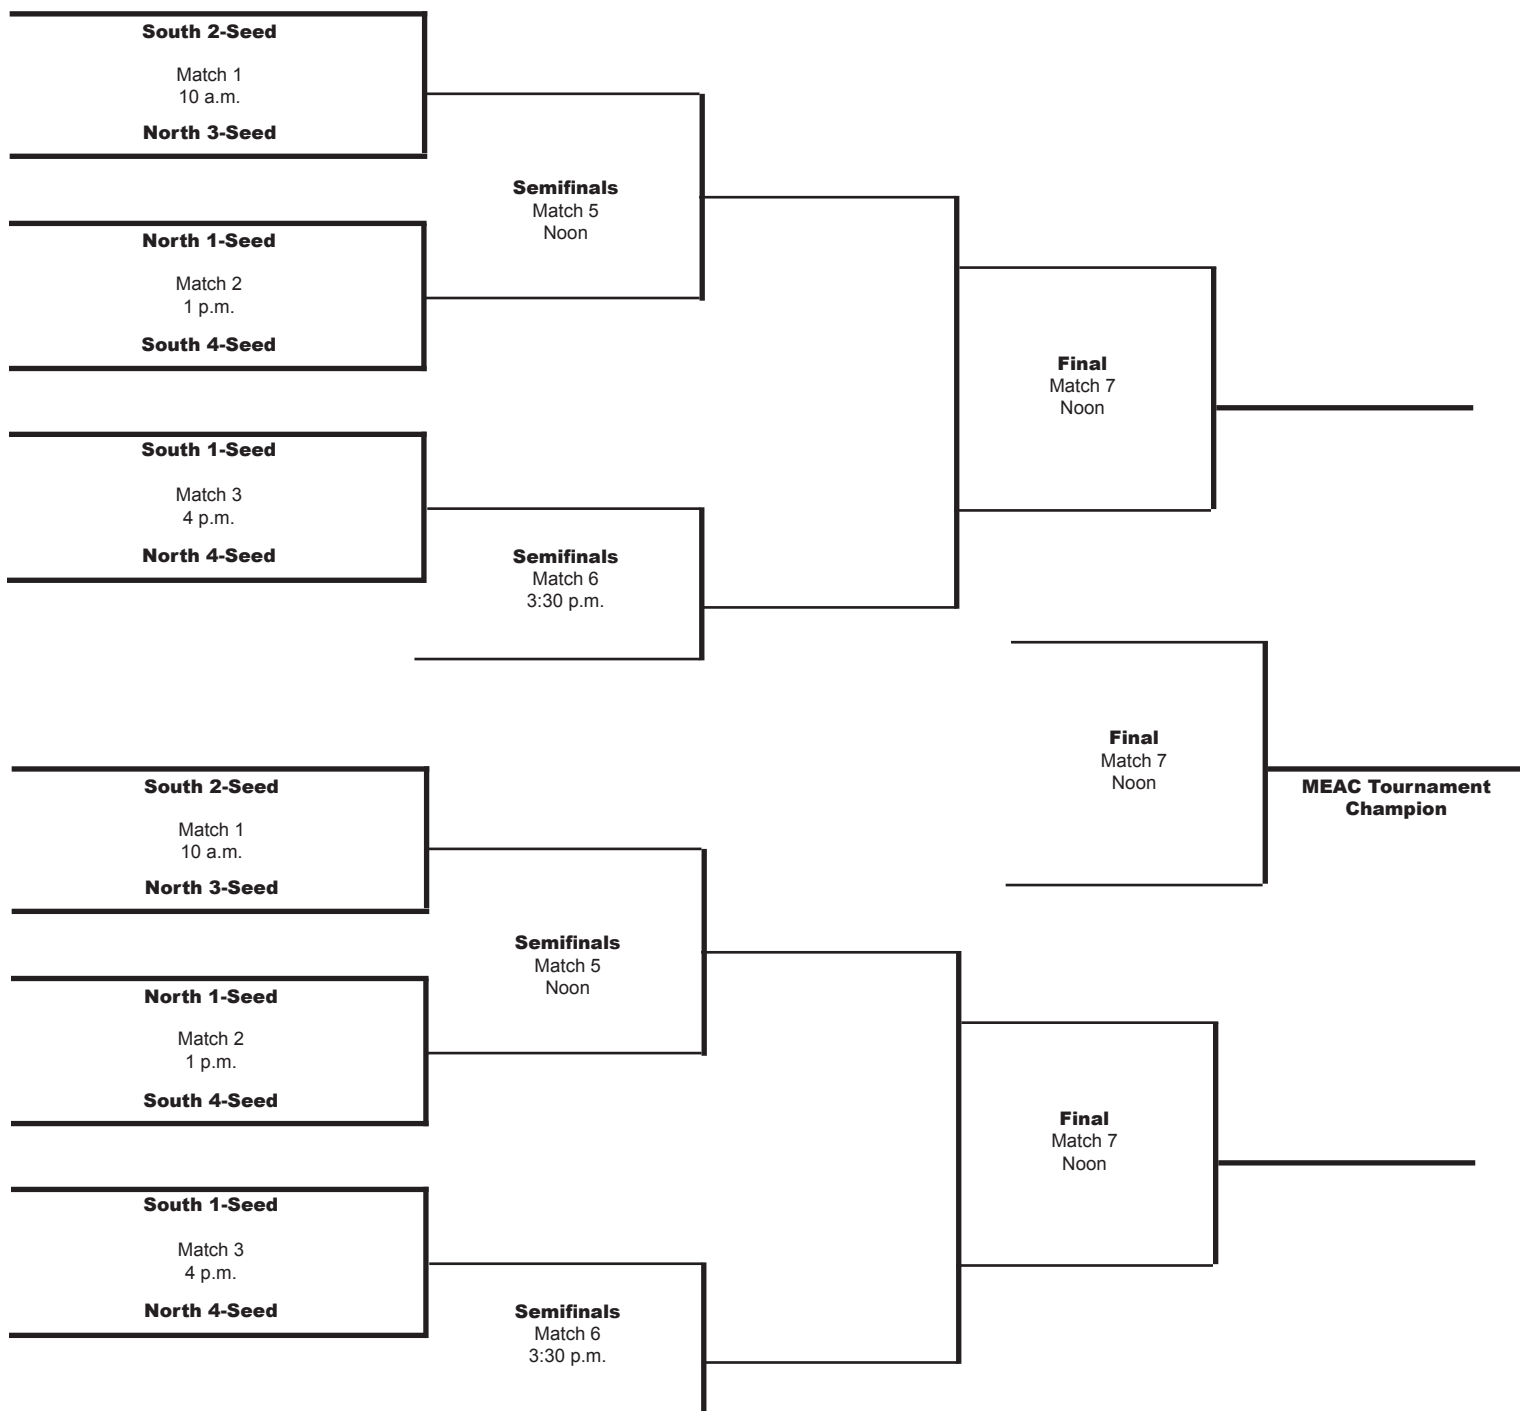 South 2-Seed
Match 1
10 a.m.
North 3-Seed
North 1-Seed
Match 2
1 p.m.
South 4-Seed
South 1-Seed
Match 3
4 p.m.
North 4-Seed
Semifinals
Match 5
Noon
Semifinals
Match 6
3:30 p.m.
Final
Match 7
Noon
Final
Match 7
Noon
MEAC Tournament
Champion
South 2-Seed
Match 1
10 a.m.
North 3-Seed
North 1-Seed
Match 2
1 p.m.
South 4-Seed
South 1-Seed
Match 3
4 p.m.
North 4-Seed
Semifinals
Match 5
Noon
Semifinals
Match 6
3:30 p.m.
Final
Match 7
Noon